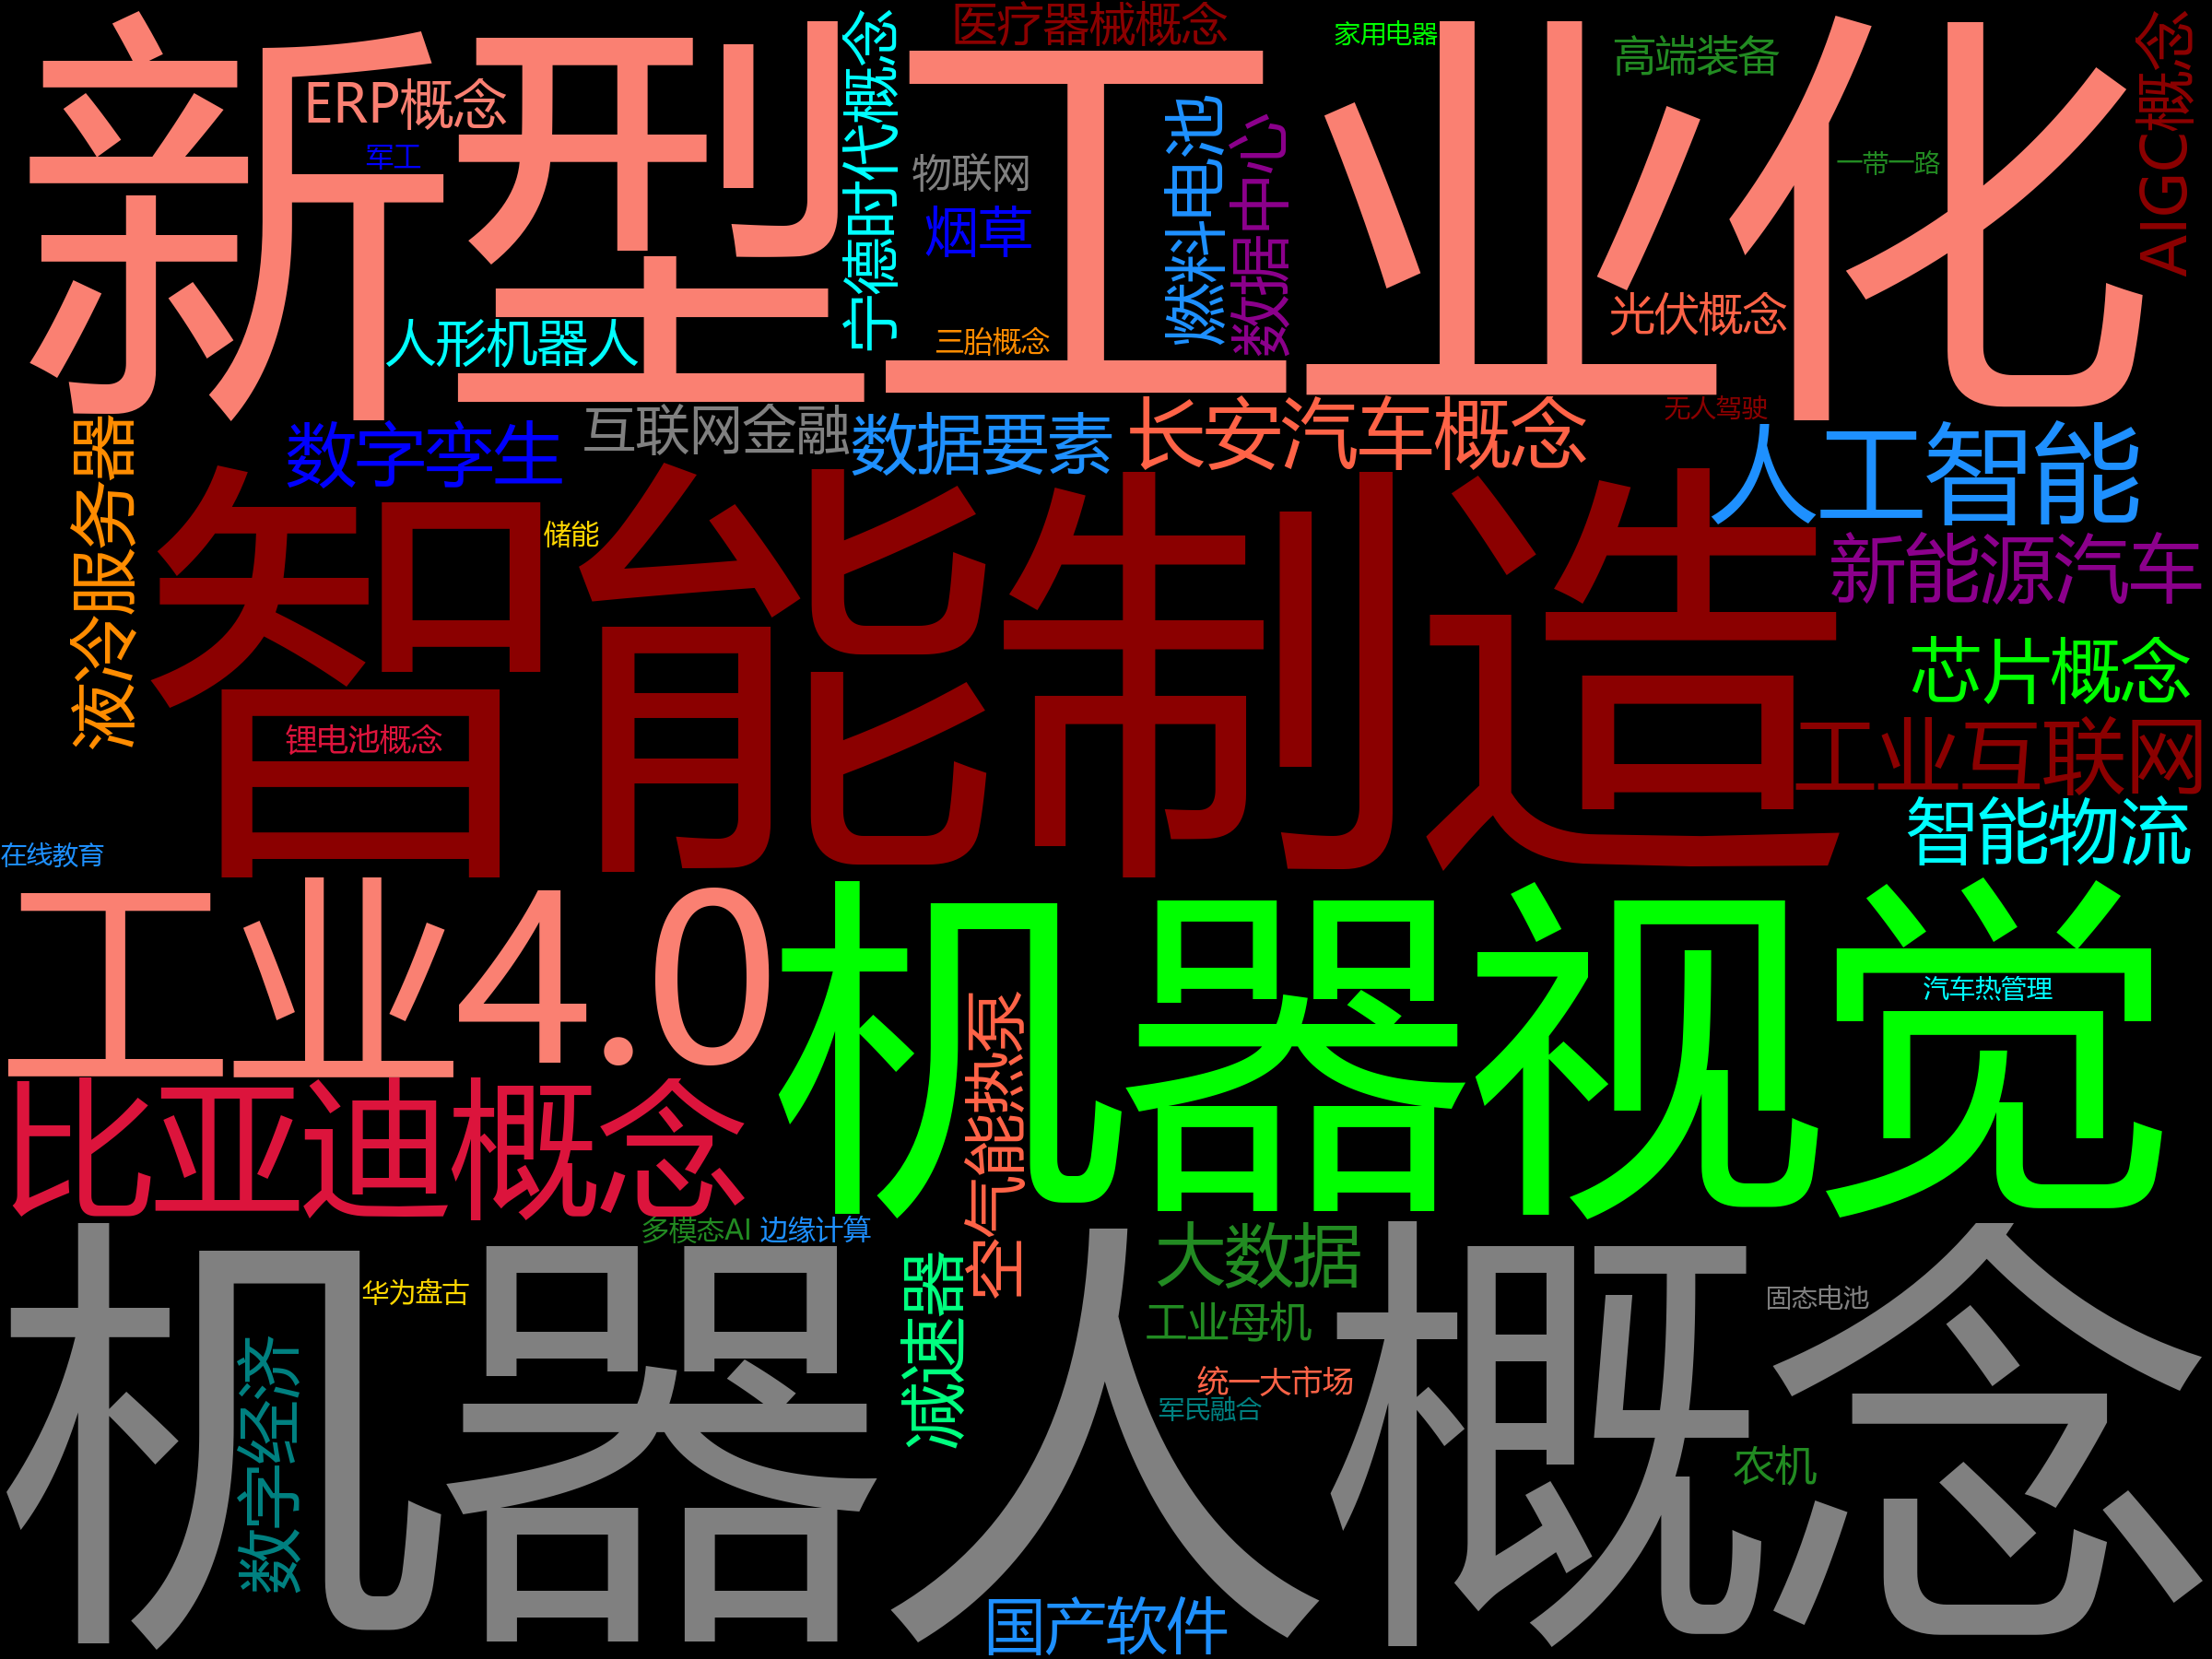 新型工业化
医疗器械概念
家用电器
高端装备
AIGC概念
ERP概念
军工
宁德时代概念
物联网
烟草
燃料电池
数据中心
一带一路
光伏概念
人形机器人
三胎概念
数字孪生
互联网金融
数据要素
长安汽车概念
无人驾驶
人工智能
液冷服务器
智能制造
储能
新能源汽车
芯片概念
锂电池概念
工业互联网
智能物流
在线教育
工业4.0
机器视觉
汽车热管理
比亚迪概念
空气能热泵
多模态AI
边缘计算
机器人概念
华为盘古
减速器
大数据
工业母机
固态电池
统一大市场
军民融合
数字经济
农机
国产软件